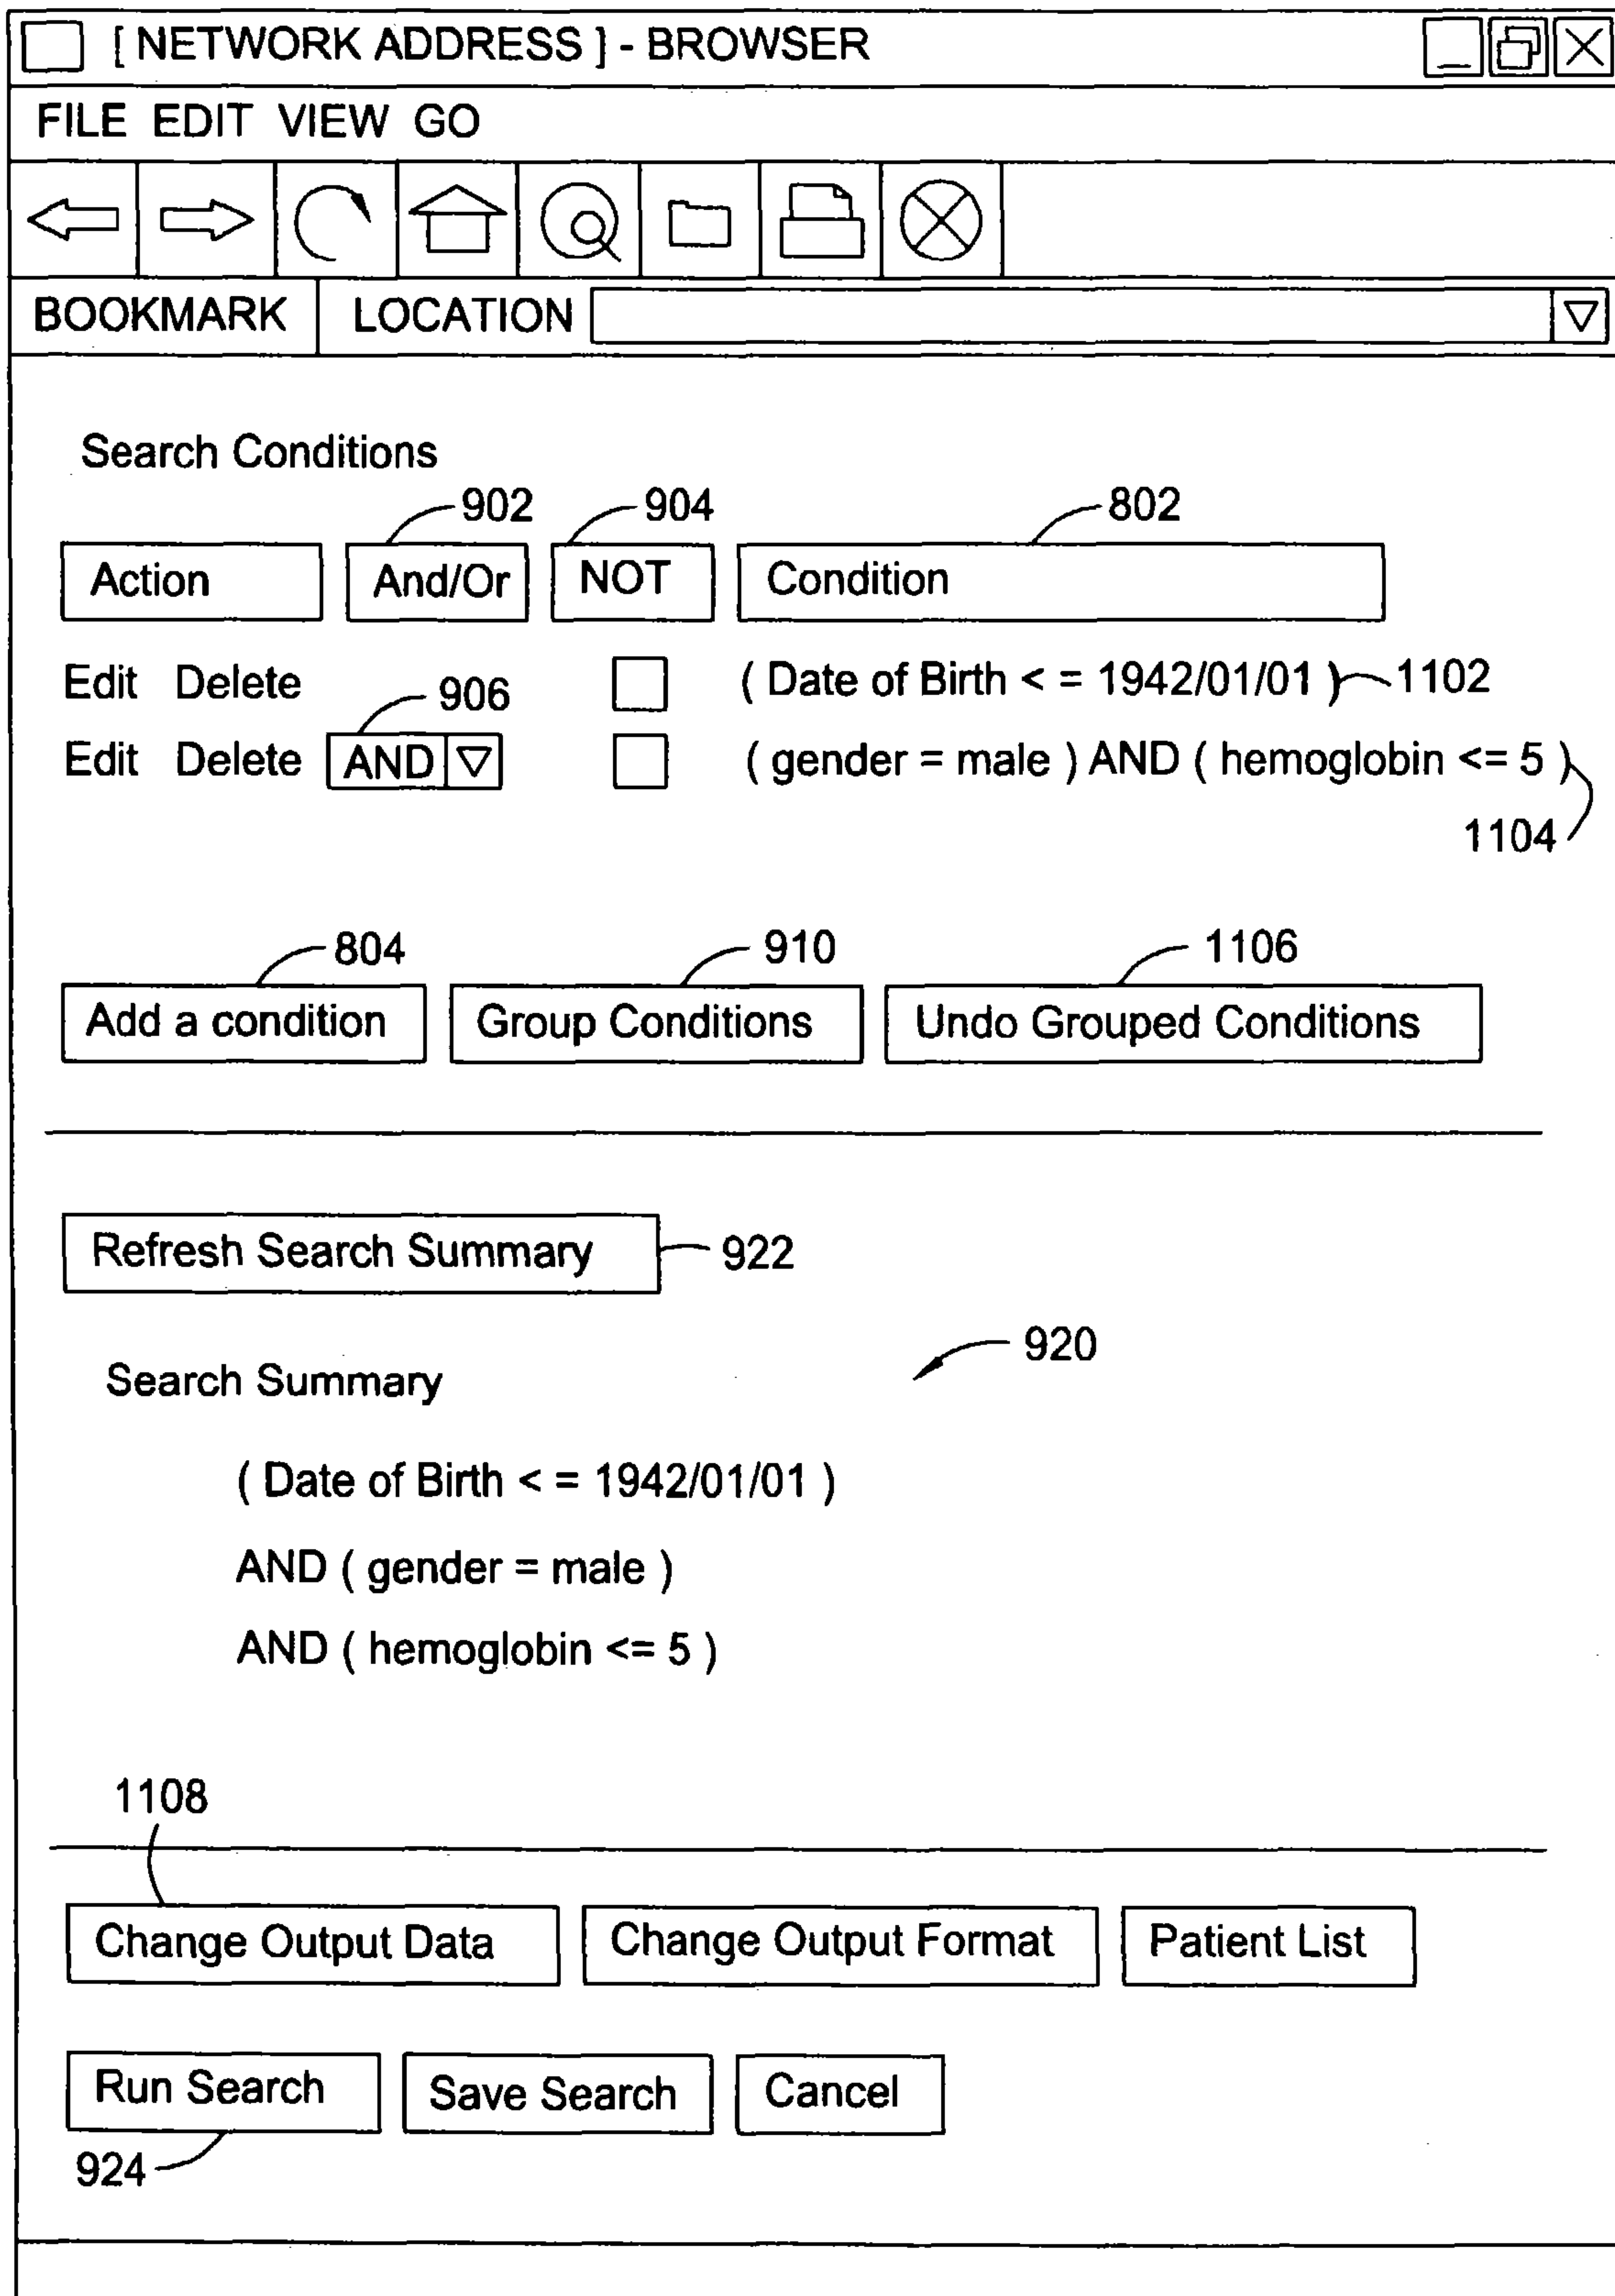 [ NETWORK ADDRESS ] - BROWSER
FILE EDIT VIEW GO
BOOKMARK LOCATION
Search Conditions
902 904 802
Action And/Or NOT Condition
Edit Delete ( Date of Birth < = 1942/01/01 ) 1102
906
Edit Delete AND ( gender = male ) AND ( hemoglobin <= 5 )
1104
804 910 1106
Add a condition Group Conditions Undo Grouped Conditions
Refresh Search Summary 922
920
Search Summary
( Date of Birth < = 1942/01/01 )
AND ( gender = male )
AND ( hemoglobin <= 5 )
1108
Change Output Data Change Output Format Patient List
Run Search Save Search Cancel
924